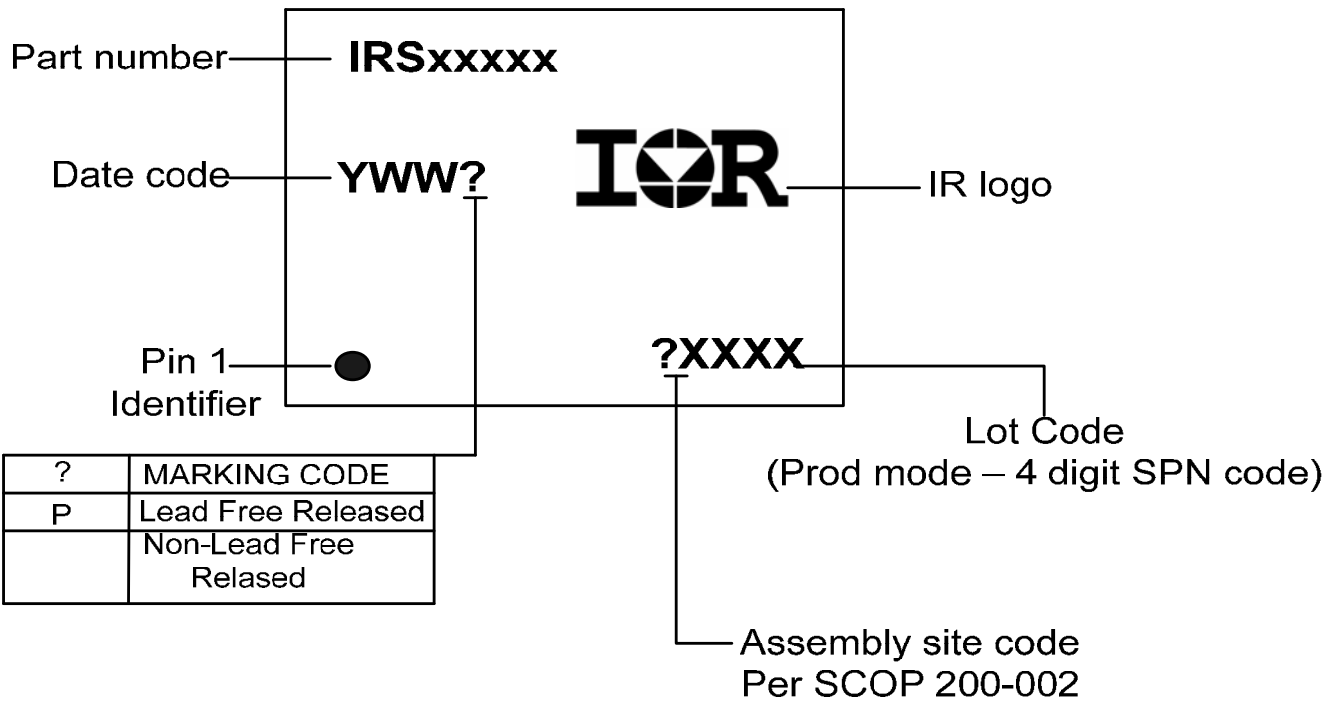 Part number
IRSxxxxx
Date code
YWW?
IOR
IR logo
Pin 1
Identifier
?XXXX
Lot Code
(Prod mode – 4 digit SPN code)
? MARKING CODE
P Lead Free Released
Non-Lead Free
Relased
Assembly site code
Per SCOP 200-002